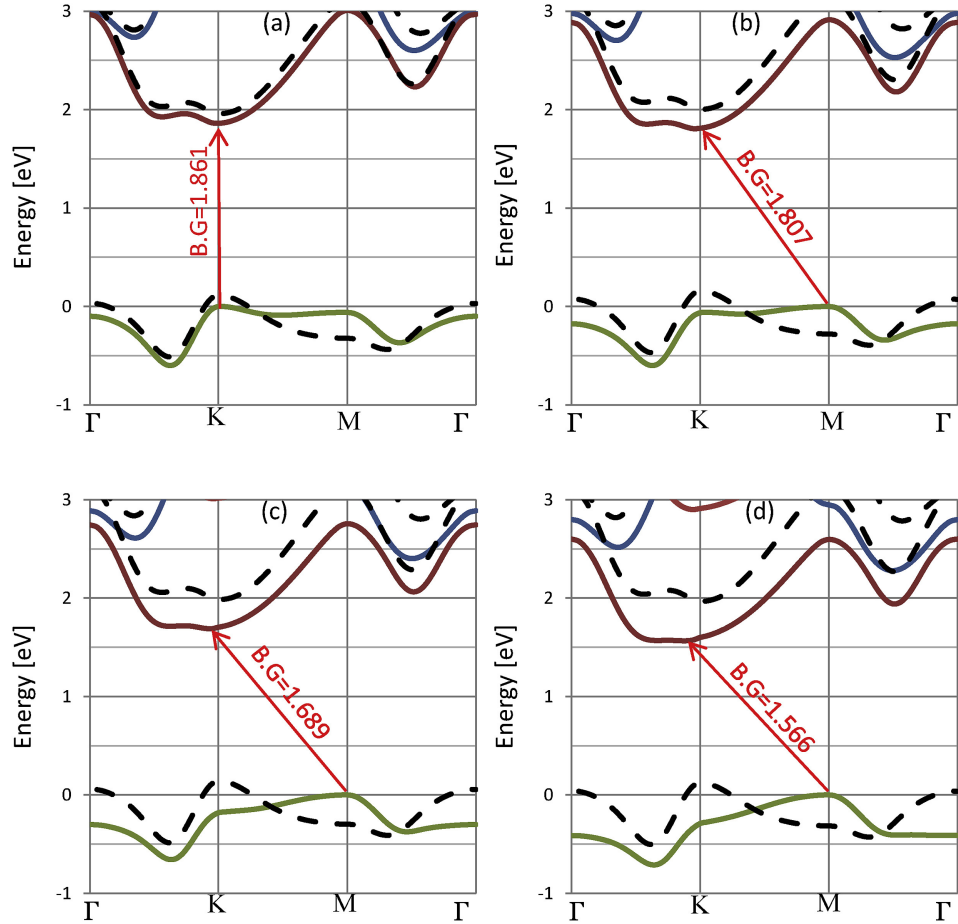 (a)
3
2
1
0
-1
Energy [eV]
B.G=1.861
Γ
K
M
Γ
(b)
3
2
1
0
-1
Energy [eV]
B.G=1.807
Γ
K
M
Γ
(c)
3
2
1
0
-1
Energy [eV]
B.G=1.689
Γ
K
M
Γ
(d)
3
2
1
0
-1
Energy [eV]
B.G=1.566
Γ
K
M
Γ